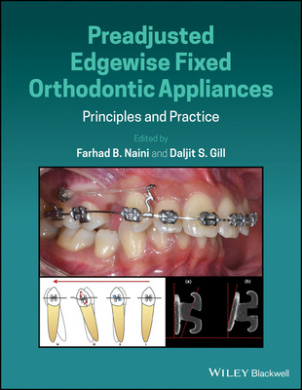 Preadjusted
Edgewise Fixed
Orthodontic Appliances
Principles and Practice
Edited by
Farhad B. Naini and Daljit S. Gill
(a)
(b)
WILEY Blackwell